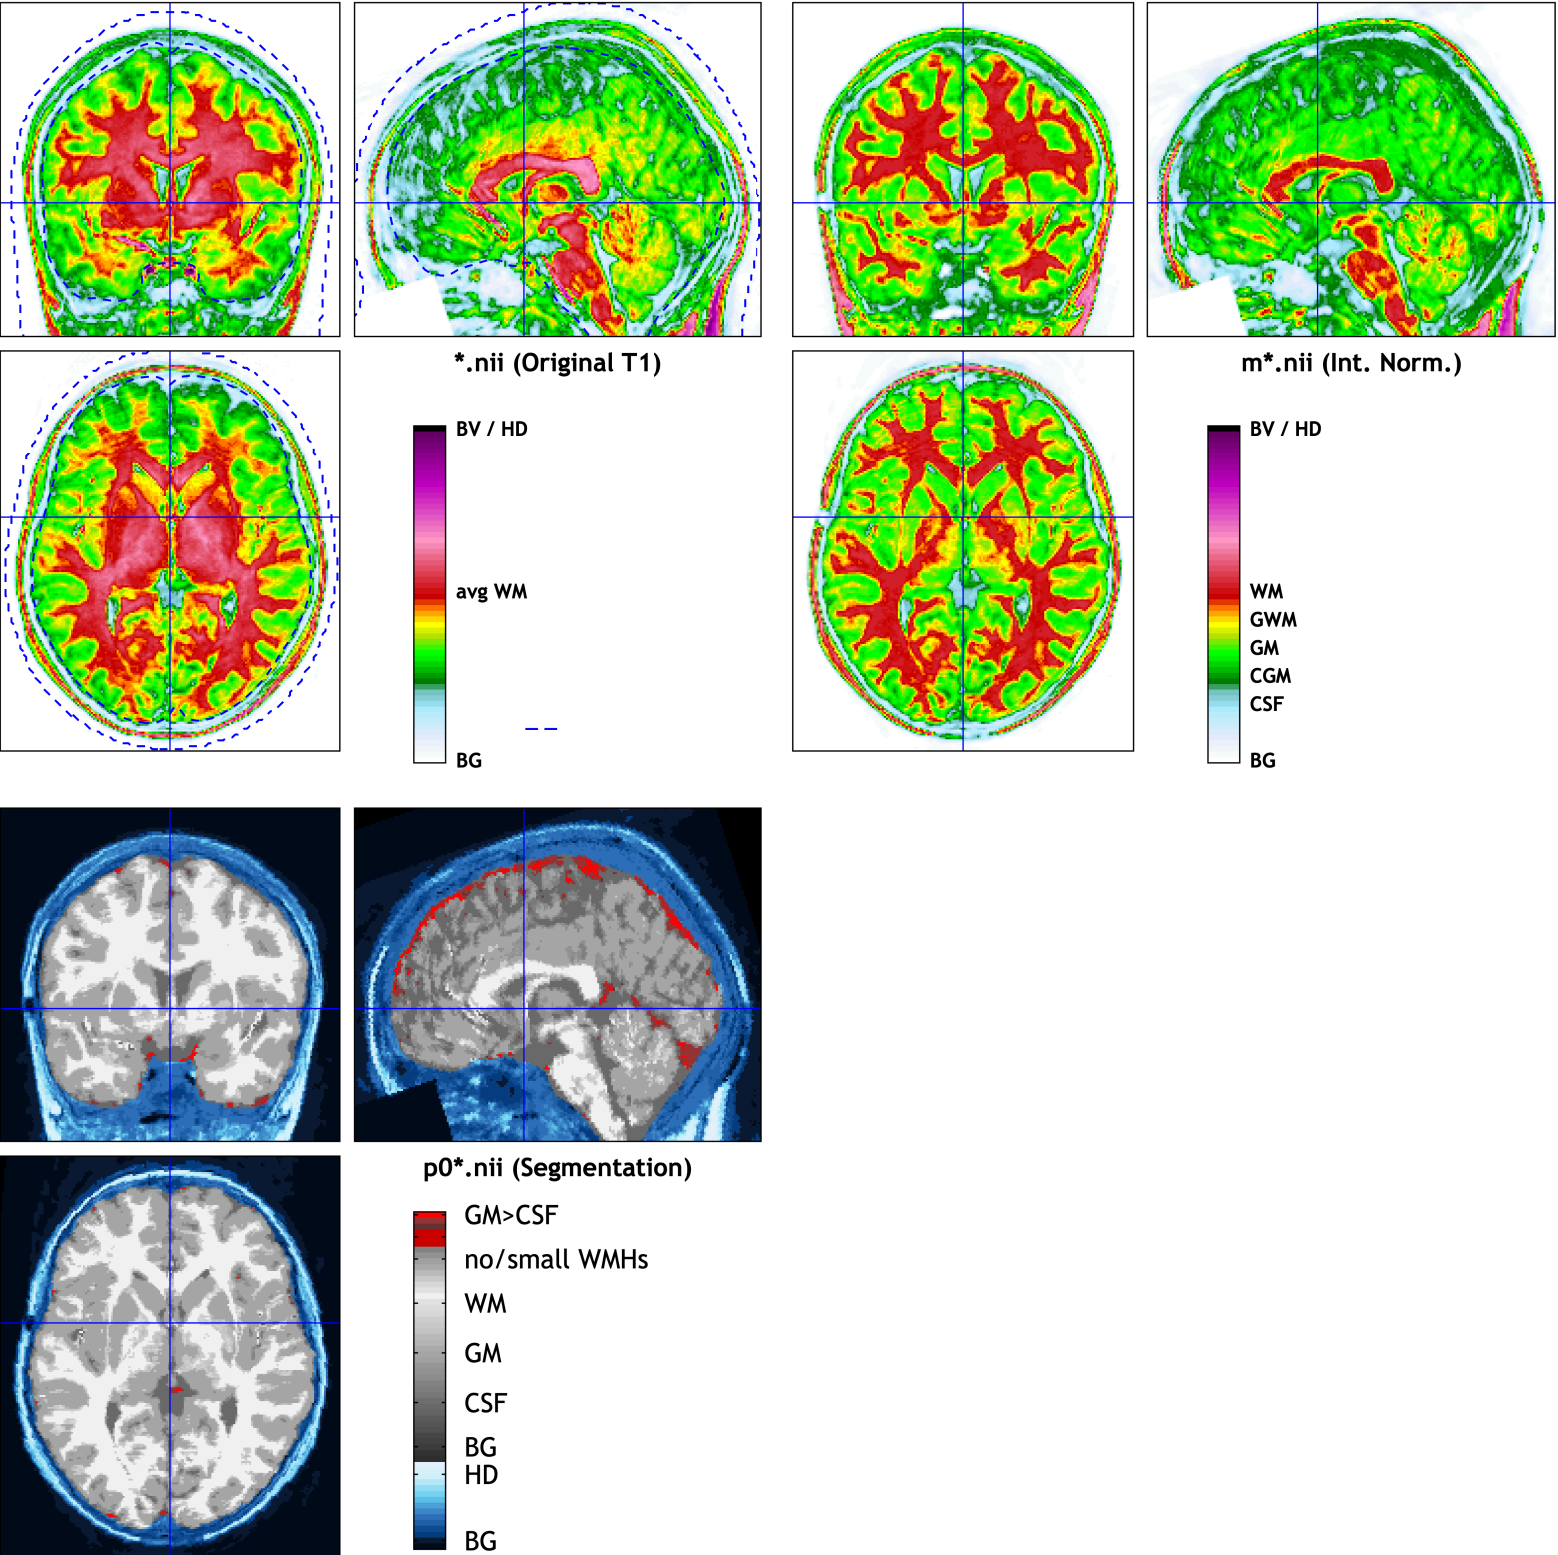 *.nii (Original T1)
BV / HD
avg WM
BG
m*.nii (Int. Norm.)
BV / HD
WM
GWM
GM
CGM
CSF
BG
p0*.nii (Segmentation)
GM>CSF
no/small WMHs
WM
GM
CSF
BG
HD
BG